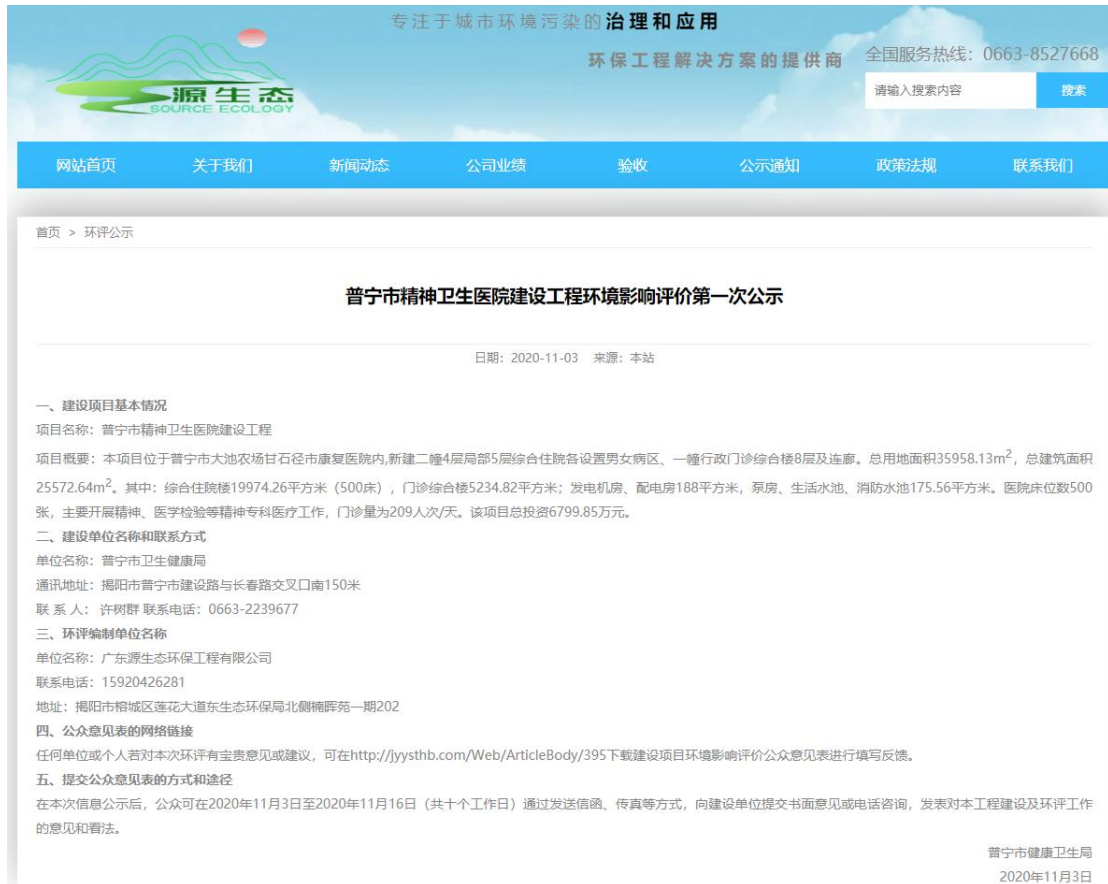 专注于城市环境污染的治理和应用
环保工程解决方案的提供商
全国服务热线：0663-8527668
源生态
SOURCE ECOLOGY
请输入搜索内容 搜索
网站首页 关于我们 新闻动态 公司业绩 验收 公示通知 政策法规 联系我们
首页 > 环评公示
普宁市精神卫生医院建设工程环境影响评价第一次公示
日期：2020-11-03 来源：本站
一、建设项目基本情况
项目名称：普宁市精神卫生医院建设工程
项目概要：本项目位于普宁市大池农场甘石径市康复医院内,新建二幢4层局部5层综合住院各设置男女病区、一幢行政门诊综合楼8层及连廊。总用地面积35958.13m²，总建筑面积
25572.64m²。其中：综合住院楼19974.26平方米（500床），门诊综合楼5234.82平方米；发电机房、配电房188平方米，泵房、生活水池、消防水池175.56平方米。医院床位数500
张，主要开展精神、医学检验等精神专科医疗工作，门诊量为209人次/天。该项目总投资6799.85万元。
二、建设单位名称和联系方式
单位名称：普宁市卫生健康局
通讯地址：揭阳市普宁市建设路与长春路交叉口南150米
联 系 人： 许树群 联系电话：0663-2239677
三、环评编制单位名称
单位名称：广东源生态环保工程有限公司
联系电话：15920426281
地址：揭阳市榕城区莲花大道东生态环保局北侧楠晖苑一期202
四、公众意见表的网络链接
任何单位或个人若对本次环评有宝贵意见或建议，可在http://jyysthb.com/Web/ArticleBody/395下载建设项目环境影响评价公众意见表进行填写反馈。
五、提交公众意见表的方式和途径
在本次信息公示后，公众可在2020年11月3日至2020年11月16日（共十个工作日）通过发送信函、传真等方式，向建设单位提交书面意见或电话咨询，发表对本工程建设及环评工作
的意见和看法。
普宁市健康卫生局
2020年11月3日